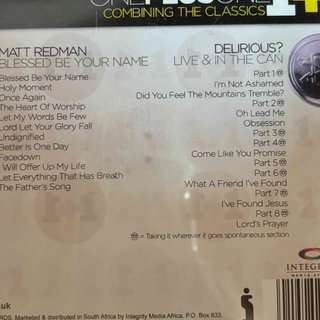 ONEPLUSONE
COMBINING THE CLASSICS
MATT REDMAN
BLESSED BE YOUR NAME
Blessed Be Your Name
Holy Moment
Once Again
The Heart Of Worship
Let My Words Be Few
Lord Let Your Glory Fall
Undignified
Better Is One Day
Facedown
I Will Offer Up My Life
Let Everything That Has Breath
The Father's Song
DELIRIOUS?
LIVE & IN THE CAN
Part 1
I'm Not Ashamed
Did You Feel The Mountains Tremble?
Part 2
Oh Lead Me
Obsession
Part 3
Part 4
Come Like You Promise
Part 5
Part 6
What A Friend I've Found
Part 7
I've Found Jesus
Part 8
Lord's Prayer
= Taking it wherever it goes spontaneous section
INTEG
.uk
RDS. Marketed & distributed in South Africa by Integrity Media Africa, P.O. Box 633,